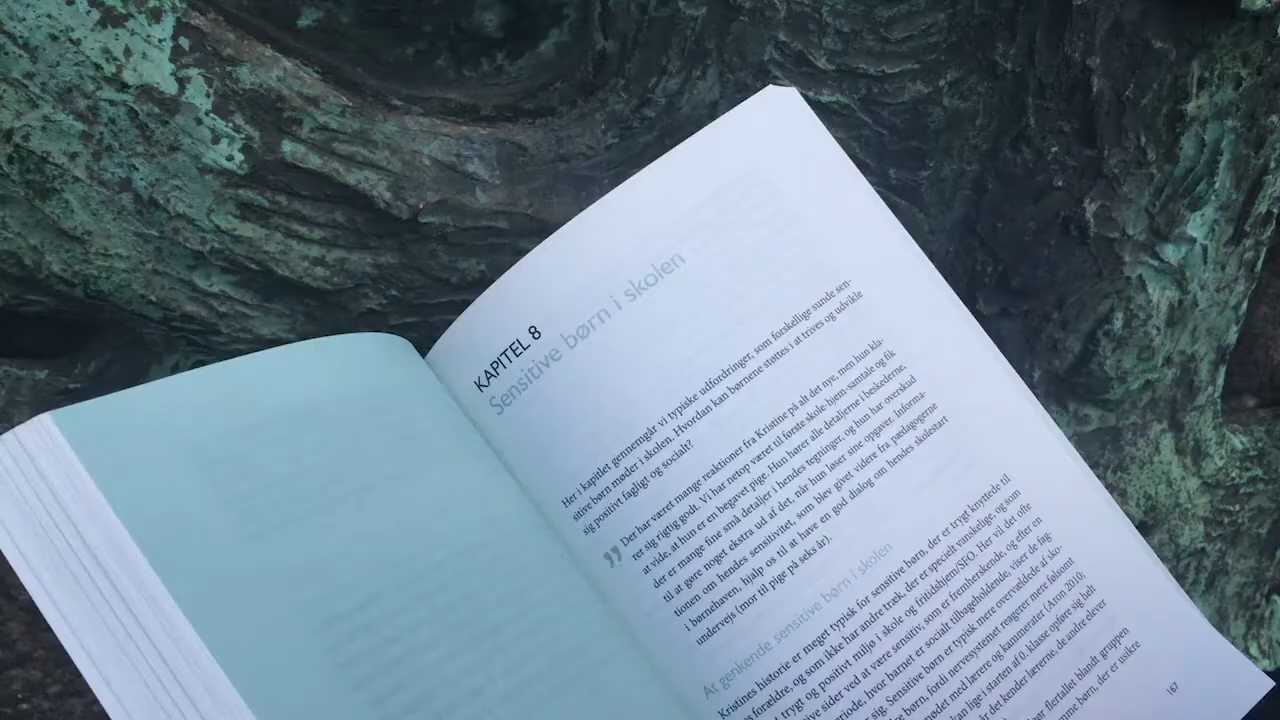 KAPITEL 8
Sensitive børn i skolen
Her i kapitlet gennemgår vi typiske udfordringer, som forskellige sunde sen-
sitive børn møder i skolen. Hvordan kan børnene støttes i at trives og udvikle
sig positivt fagligt og socialt?
” Der har været mange reaktioner fra Kristine på alt det nye, men hun kla-
rer sig rigtig godt. Vi har netop været til første skole-hjem-samtale og fik
at vide, at hun er en begavet pige. Hun hører alle detaljerne i beskederne,
der er mange fine små detaljer i hendes tegninger, og hun har overskud
til at gøre noget ekstra ud af det, når hun løser sine opgaver. Informa-
tionen om hendes sensitivitet, som blev givet videre fra pædagogerne
i børnehaven, hjalp os til at have en god dialog om hendes skolestart
undervejs (mor til pige på seks år).
At genkende sensitive børn i skolen
Kristines historie er meget typisk for sensitive børn, der er trygt knyttede til
forældre, og som ikke har andre træk, der er specielt vanskelige, og som
trygt og positivt miljø i skole og fritidshjem/SFO. Her vil det ofte
sider ved at være sensitiv, som er fremherskende, og efter en
hvor barnet er socialt tilbageholdende, viser de fag-
sig. Sensitive børn er typisk mere overvældede af sko-
fordi nervesystemet reagerer mere følsomt
med lærere og kammerater (Aron 2010,
kan lige i starten af 0. klasse opføre sig helt
det kender lærerne, de andre elever
flertallet blandt gruppen
børn, der er usikre
167